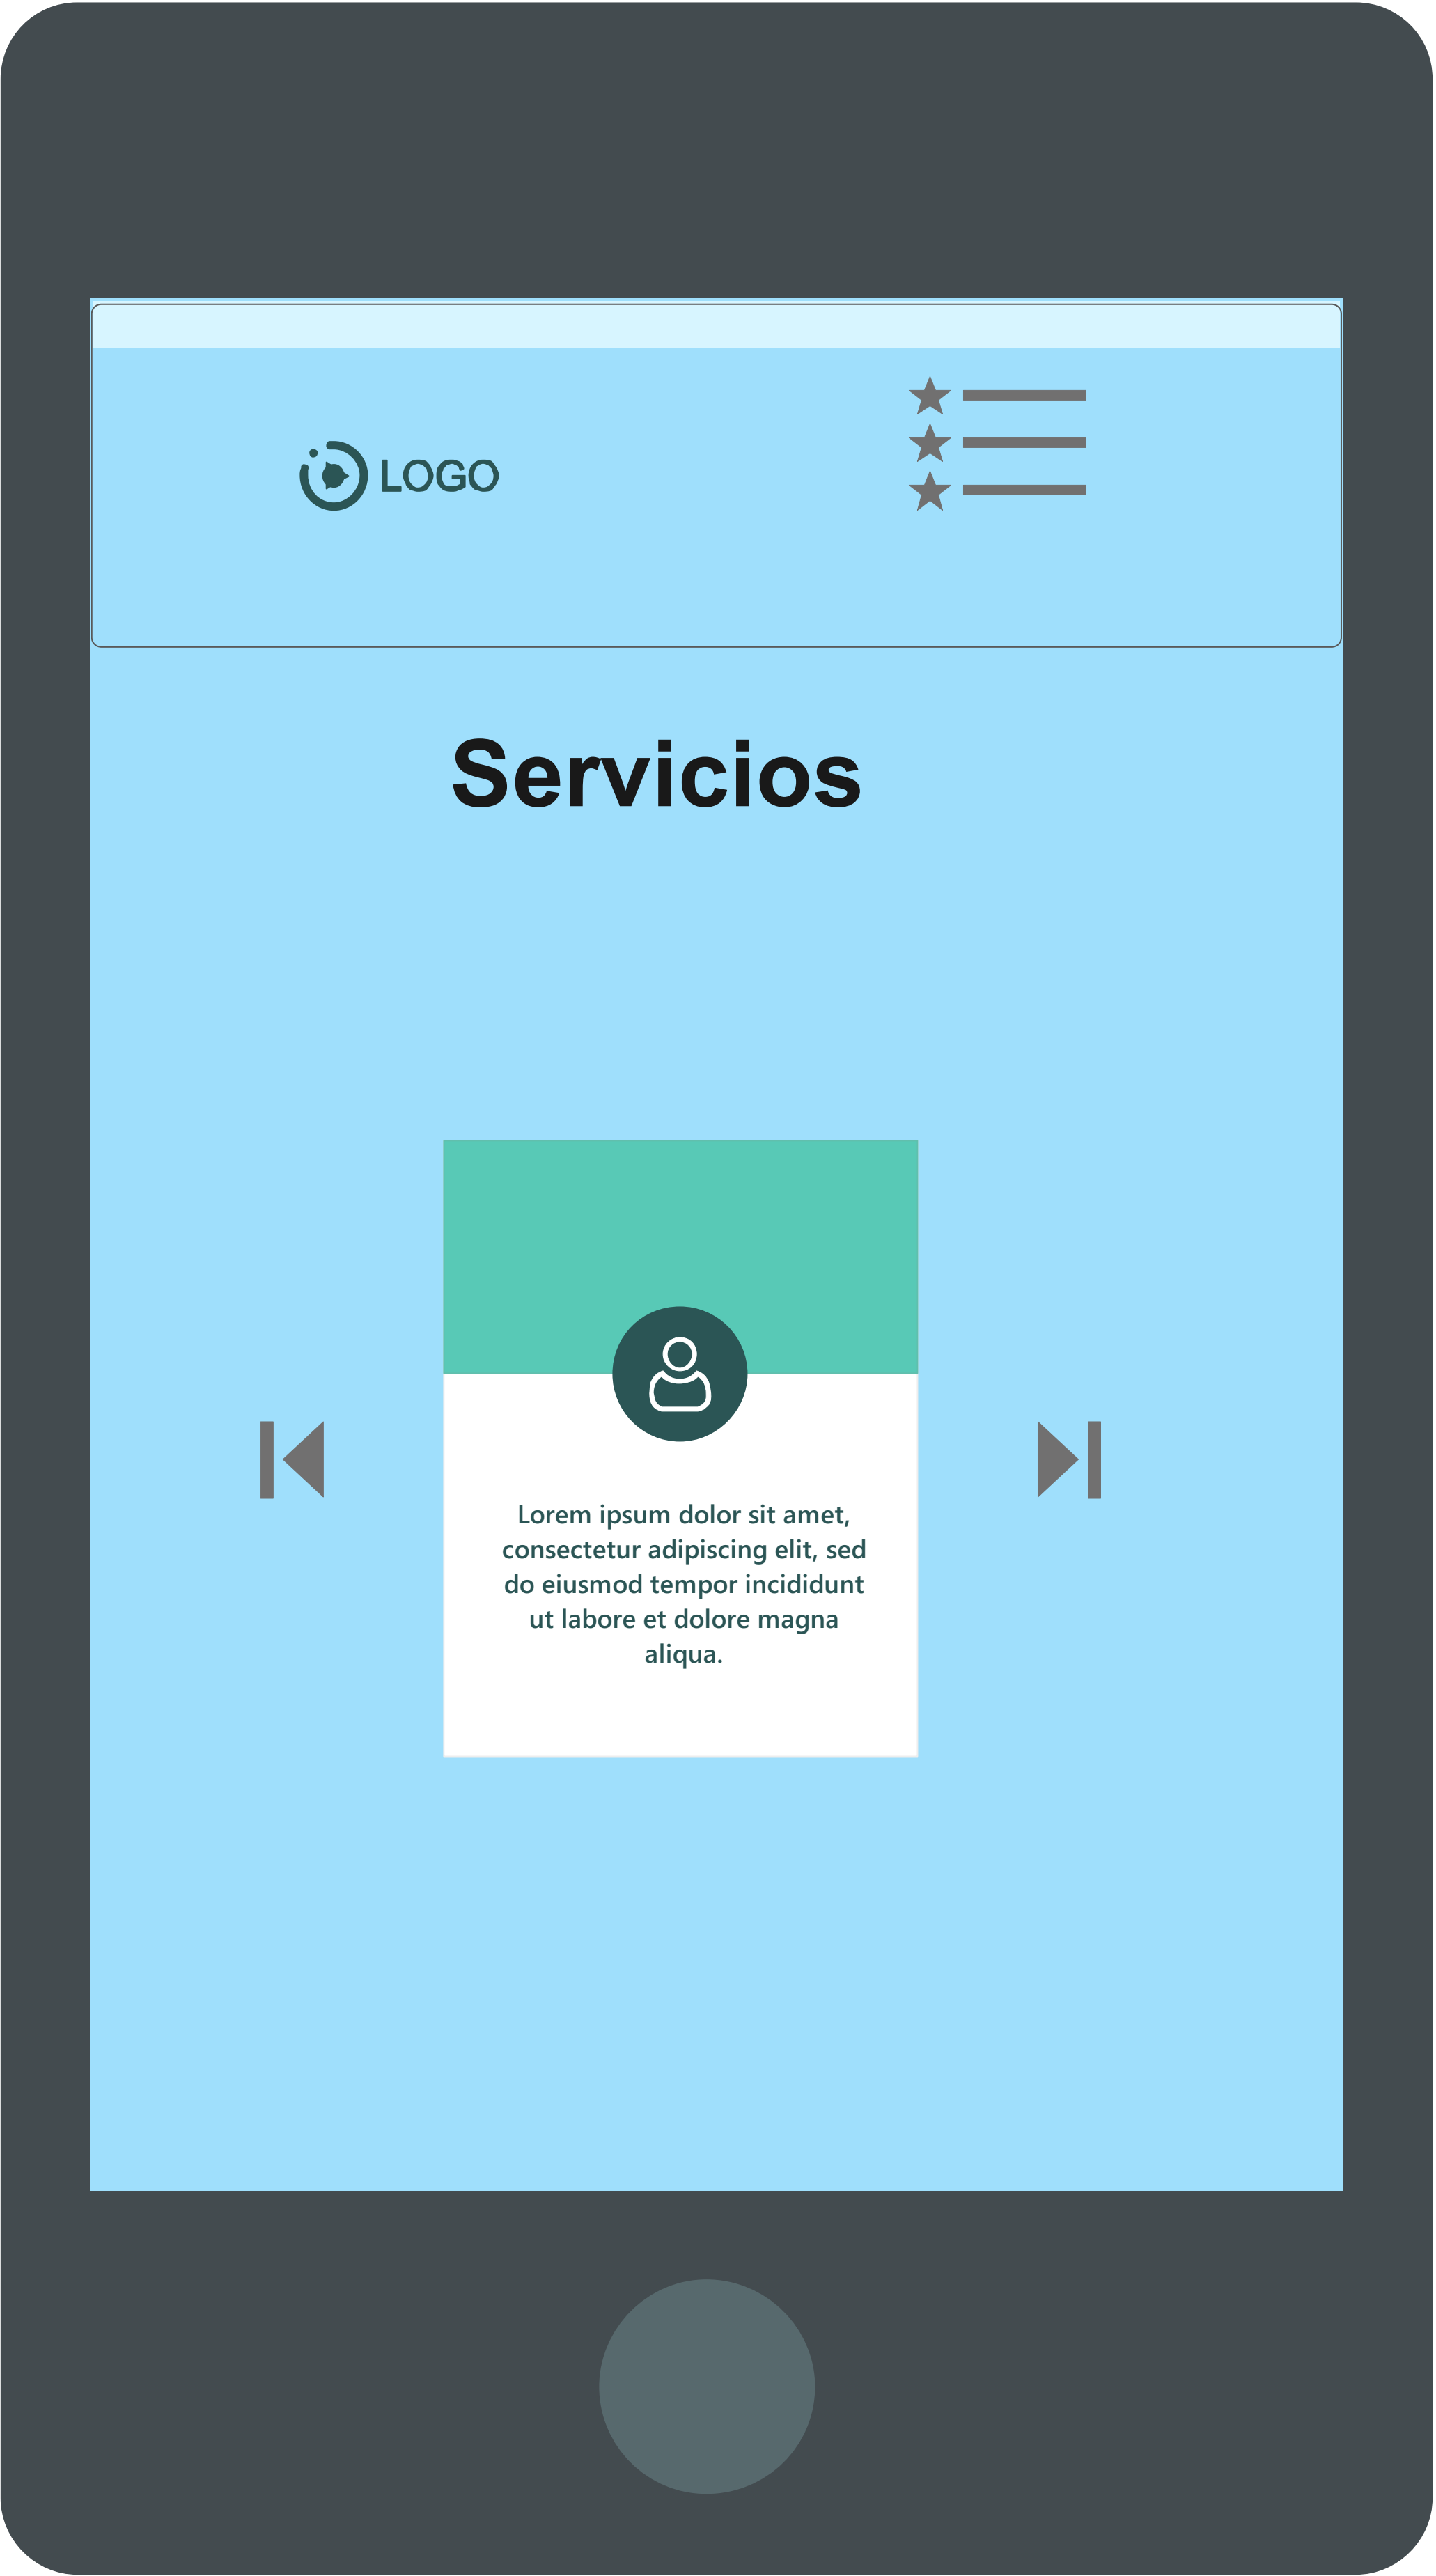 LOGO
Servicios
Lorem ipsum dolor sit amet,
consectetur adipiscing elit, sed
do eiusmod tempor incididunt
ut labore et dolore magna
aliqua.